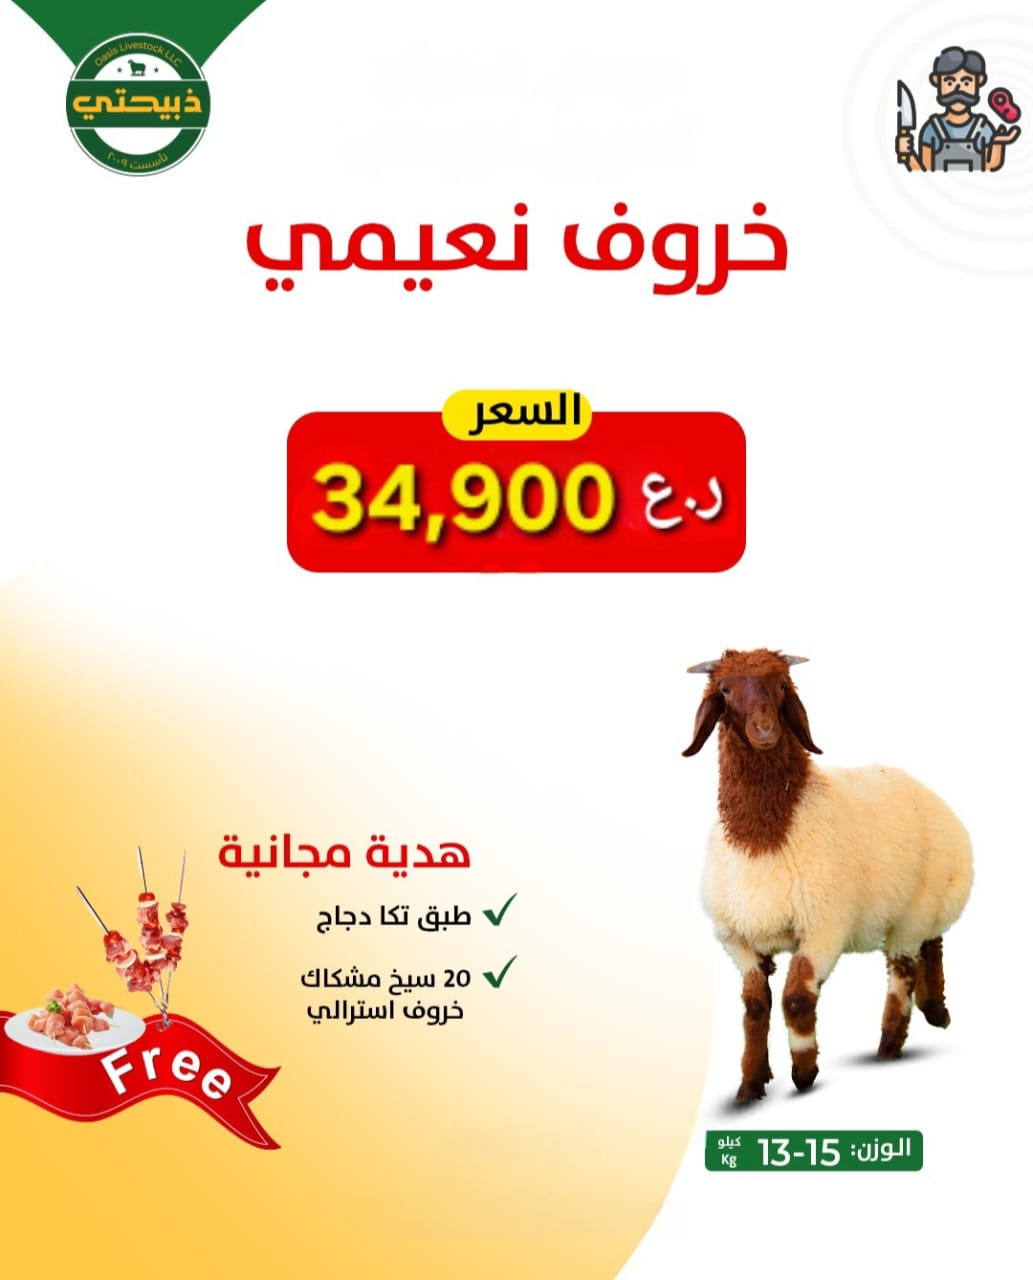 Oasis Livestock LLC
ذبيحتي
تأسست ٢٠٠٩
خروف نعيمي
السعر
34,900 ر.ع
هدية مجانية
طبق تكا دجاج
20 سيخ مشكاك
خروف استرالي
Free
الوزن: 13-15 كيلو
Kg